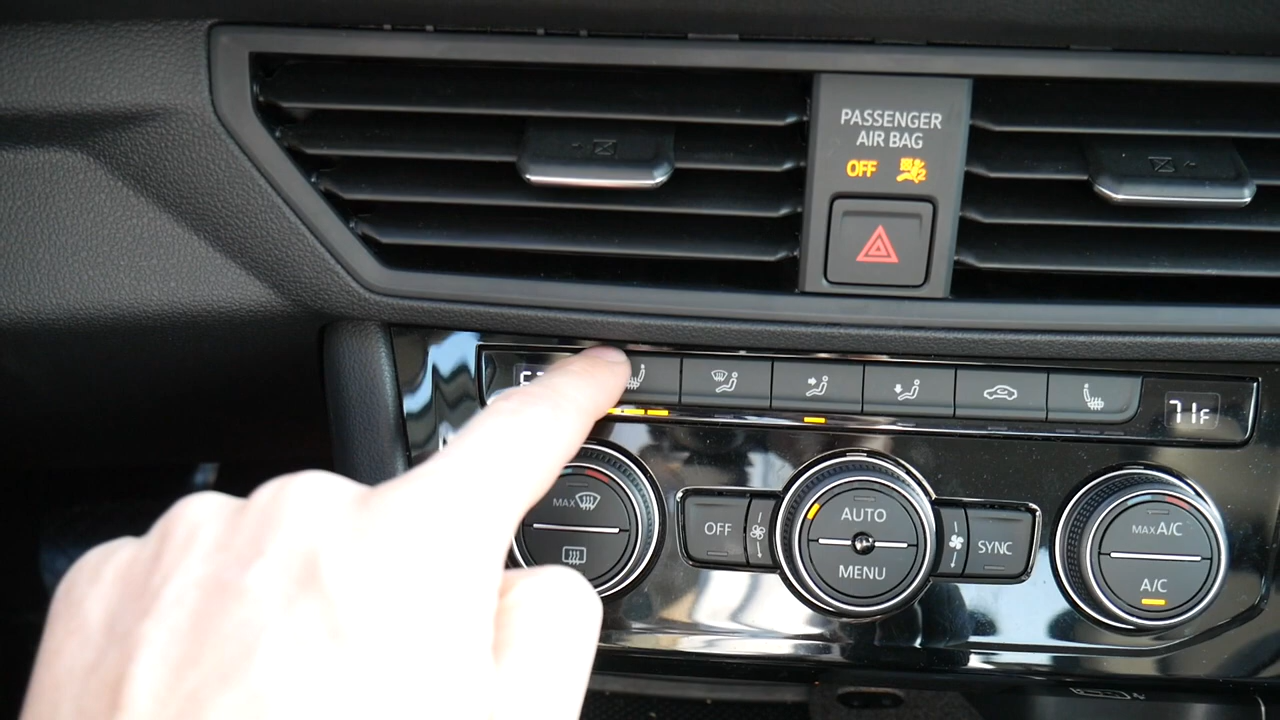 PASSENGER
AIR BAG
OFF
71F
MAX
OFF
AUTO
MENU
SYNC
MAX A/C
A/C